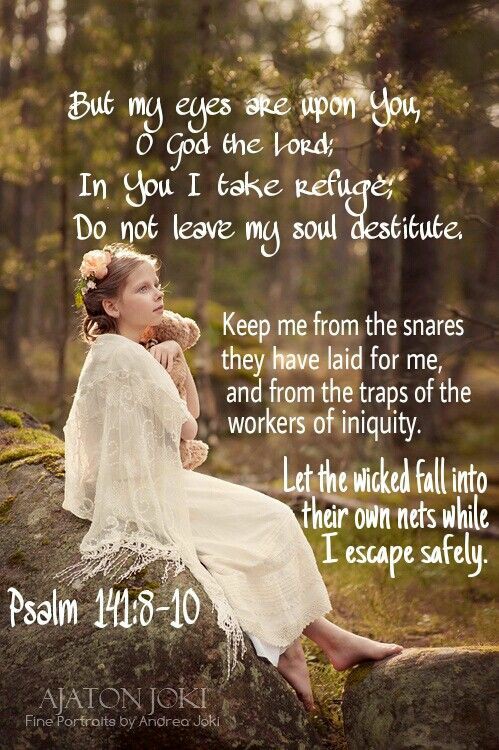 But my eyes are upon You,
O God the Lord;
In You I take refuge;
Do not leave my soul destitute.
Keep me from the snares
they have laid for me,
and from the traps of the
workers of iniquity.
Let the wicked fall into
their own nets while
I escape safely.
Psalm 141:8-10
AJATON JOKI
Fine Portraits by Andrea Joki